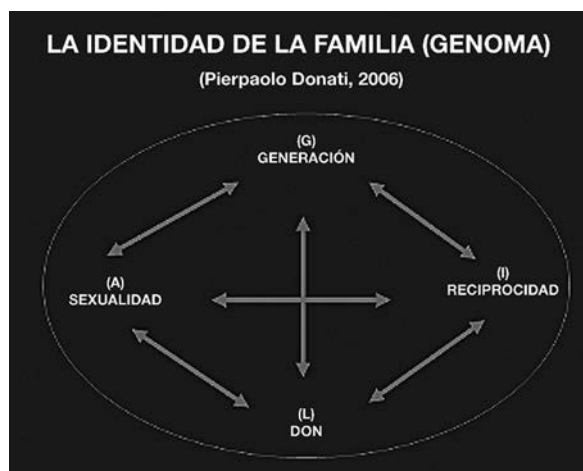 LA IDENTIDAD DE LA FAMILIA (GENOMA)
(Pierpaolo Donati, 2006)
(G)
GENERACIÓN
(A)
SEXUALIDAD
(I)
RECIPROCIDAD
(L)
DON